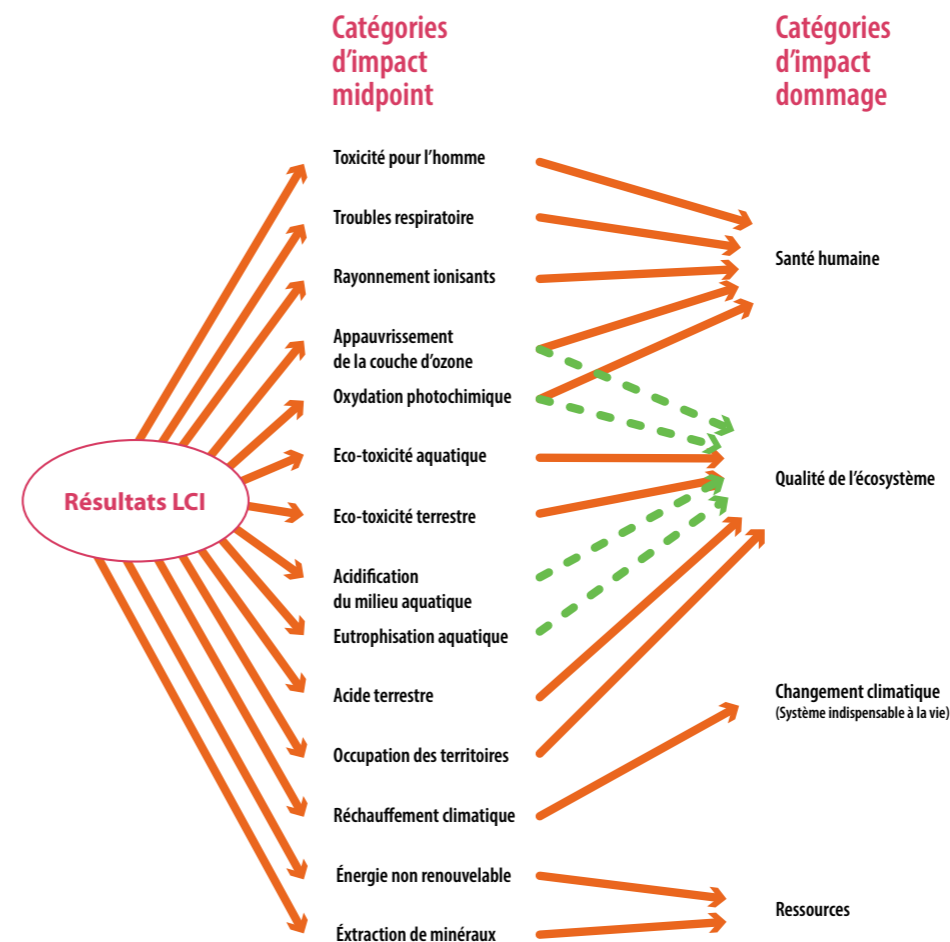 Catégories
d'impact
midpoint
Catégories
d'impact
dommage
Résultats LCI
Toxicité pour l'homme
Troubles respiratoire
Rayonnement ionisants
Appauvrissement
de la couche d'ozone
Oxydation photochimique
Eco-toxicité aquatique
Eco-toxicité terrestre
Acidification
du milieu aquatique
Eutrophisation aquatique
Acide terrestre
Occupation des territoires
Réchauffement climatique
Énergie non renouvelable
Éxtraction de minéraux
Santé humaine
Qualité de l'écosystème
Changement climatique
(Système indispensable à la vie)
Ressources